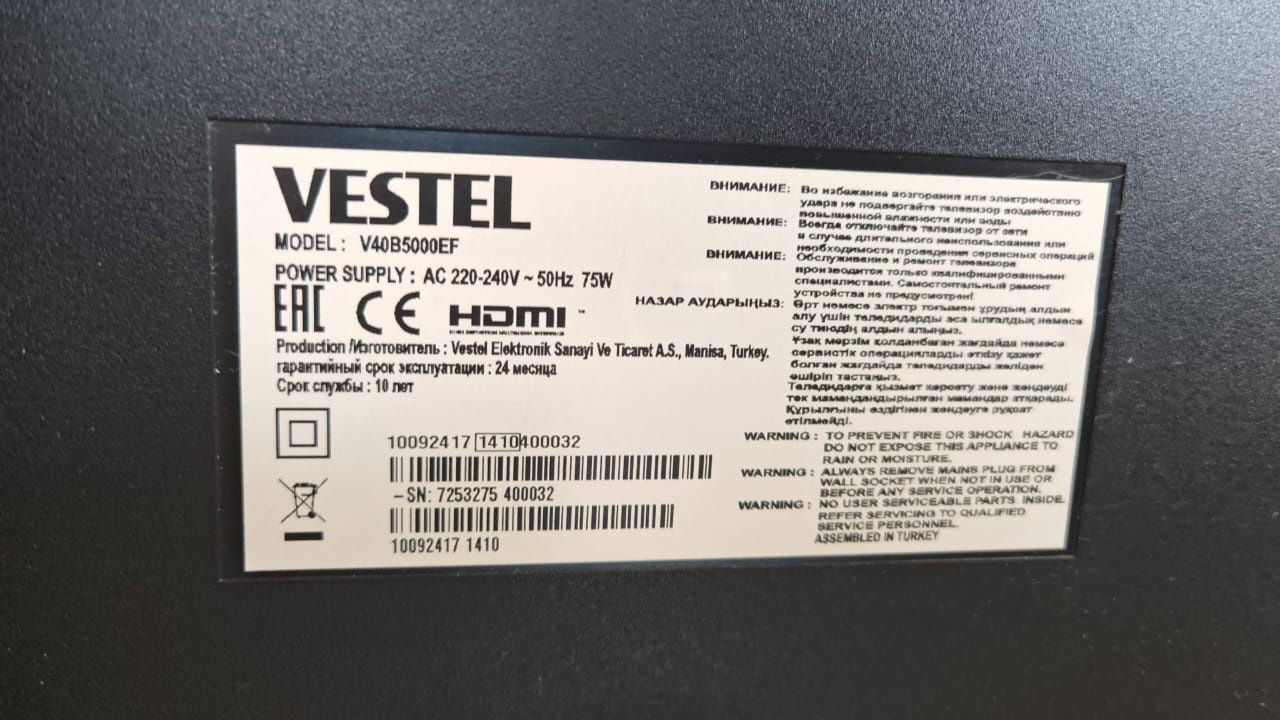 VESTEL
MODEL : V40B5000EF
POWER SUPPLY : AC 220-240V ~ 50Hz 75W
EAC CE HDMI
HIGH DEFINITION MULTIMEDIA INTERFACE
Production /Изготовитель : Vestel Elektronik Sanayi Ve Ticaret A.S., Manisa, Turkey.
гарантийный срок эксплуатации : 24 месяца
Срок службы : 10 лет
10092417 1410400032
–SN: 7253275 400032
10092417 1410
ВНИМАНИЕ: Во избежание возгорания или электрического
удара не подвергайте телевизор воздействию
повышенной влажности или воды
ВНИМАНИЕ: Всегда отключайте телевизор от сети
в случае длительного неиспользования или
необходимости проведения сервисных операций
ВНИМАНИЕ: Обслуживание и ремонт телевизора
производится только квалифицированными
специалистами. Самостоятельный ремонт
устройства не предусмотрен!
НАЗАР АУДАРЫҢЫЗ: Өрт немесе электр тоғымен ұрудың алдын
алу үшін теледидарды аса ылғалдық немесе
су тиюдің алдын алыңыз.
Ұзақ мерзім қолданбаған жағдайда немесе
сервистік операцияларды өткізу қажет
болған жағдайда теледидарды желіден
өшіріп тастаңыз.
Теледидарға қызмет көрсету және жөндеуді
тек мамандандырылған мамандар атқарады.
Құрылғыны өздігінен жөндеуге рұқсат
етілмейді.
WARNING : TO PREVENT FIRE OR SHOCK HAZARD
DO NOT EXPOSE THIS APPLIANCE TO
RAIN OR MOISTURE.
WARNING : ALWAYS REMOVE MAINS PLUG FROM
WALL SOCKET WHEN NOT IN USE OR
BEFORE ANY SERVICE OPERATION.
WARNING : NO USER SERVICEABLE PARTS INSIDE.
REFER SERVICING TO QUALIFIED
SERVICE PERSONNEL.
ASSEMBLED IN TURKEY